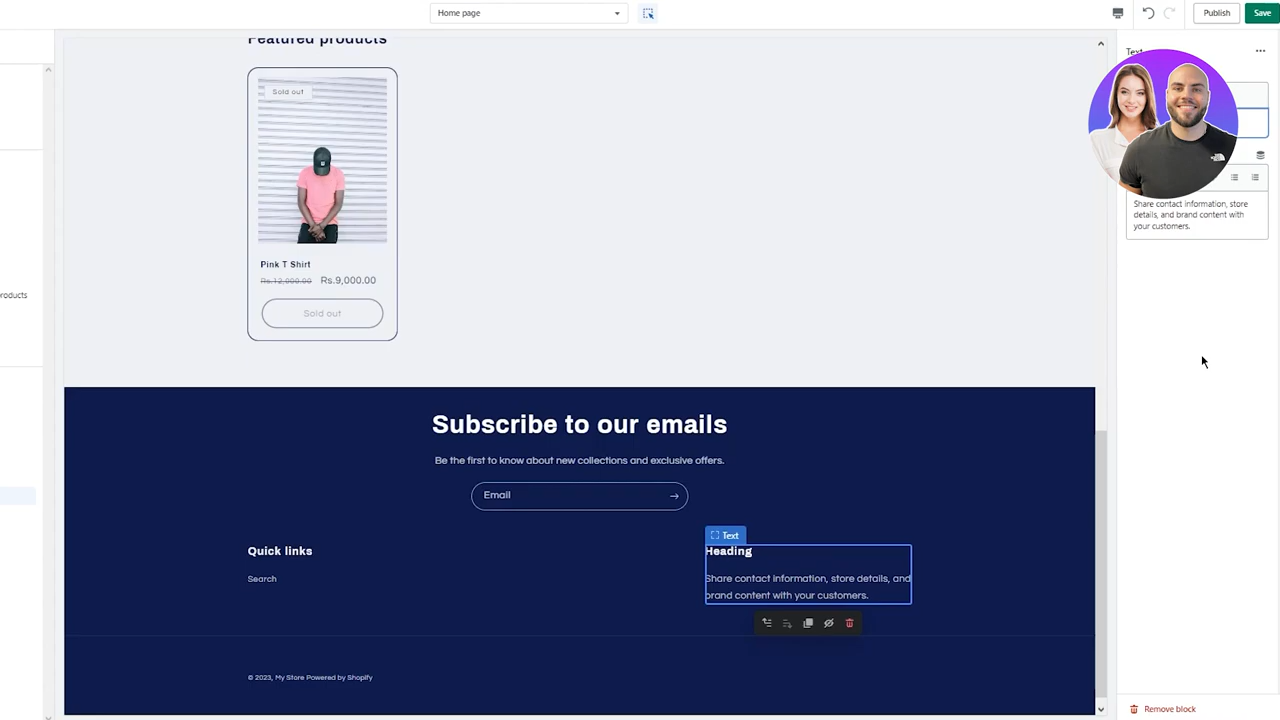 Home page
Publish
Save
Featured products
Text
Sold out
Share contact information, store
details, and brand content with
your customers.
Pink T Shirt
Rs.12,000.00 Rs.9,000.00
roducts
Sold out
Subscribe to our emails
Be the first to know about new collections and exclusive offers.
Email
Text
Quick links
Heading
Search
Share contact information, store details, and
brand content with your customers.
© 2023, My Store Powered by Shopify
Remove block